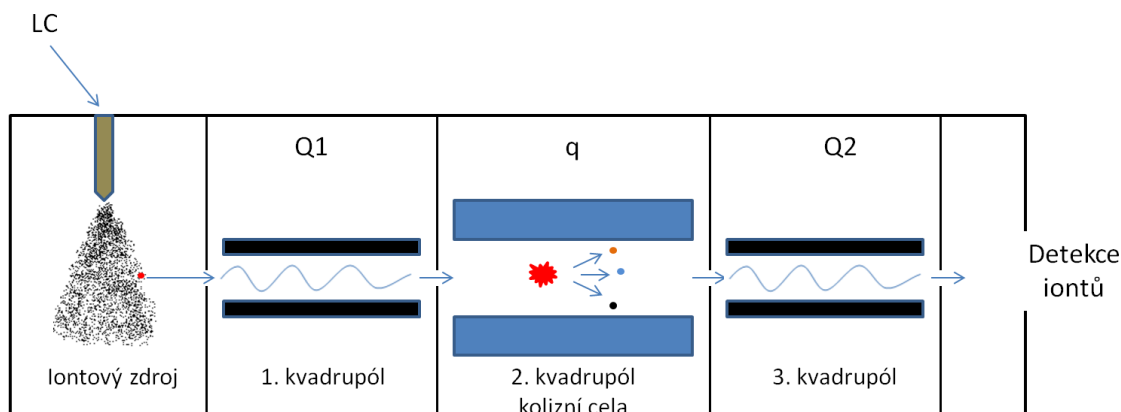 LC
Q1
q
Q2
Detekce
iontů
Iontový zdroj
1. kvadrupól
2. kvadrupól
kolizní cela
3. kvadrupól